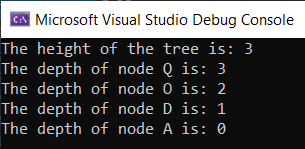 Microsoft Visual Studio Debug Console
The height of the tree is: 3
The depth of node Q is: 3
The depth of node O is: 2
The depth of node D is: 1
The depth of node A is: 0